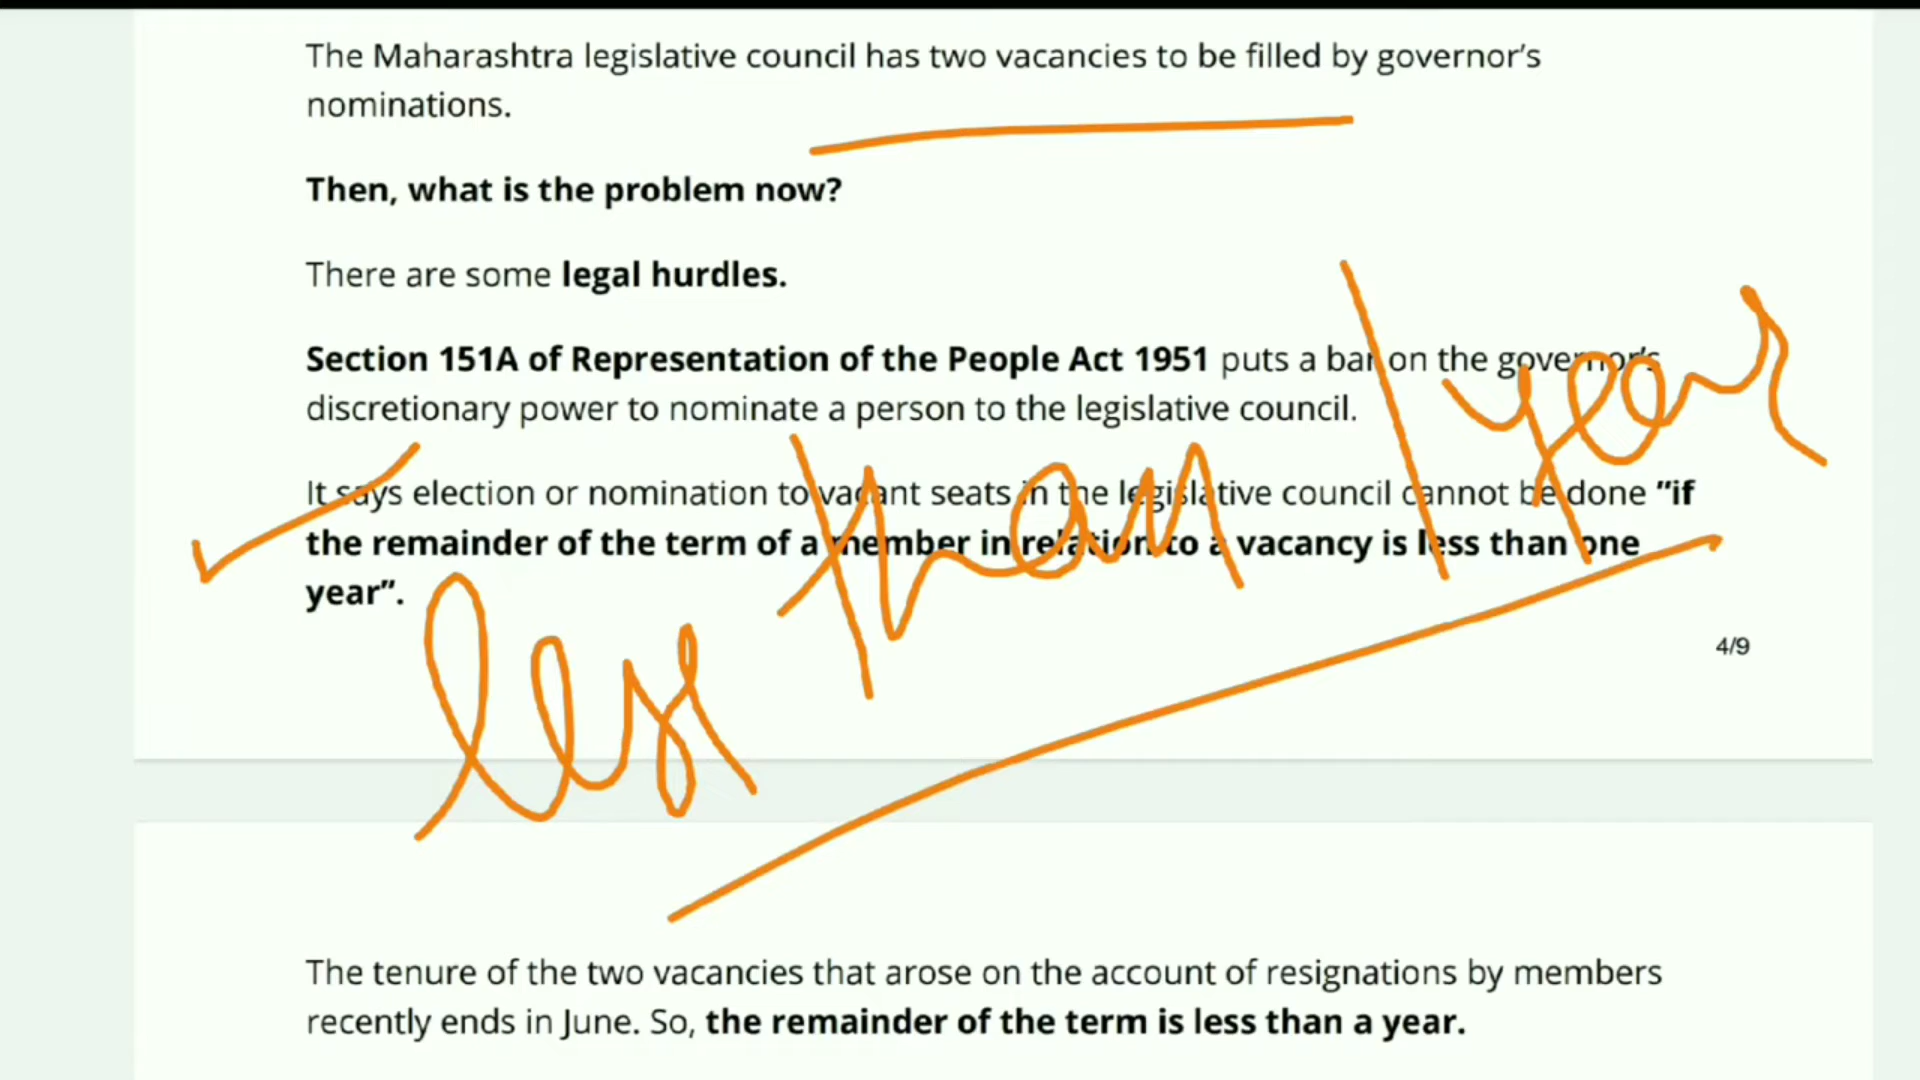 The Maharashtra legislative council has two vacancies to be filled by governor's
nominations.
Then, what is the problem now?
There are some legal hurdles.
Section 151A of Representation of the People Act 1951 puts a bar on the governor's
discretionary power to nominate a person to the legislative council.
It says election or nomination to vacant seats in the legislative council cannot be done "if
the remainder of the term of a member in relation to a vacancy is less than one
year".
less than 1 year
4/9
The tenure of the two vacancies that arose on the account of resignations by members
recently ends in June. So, the remainder of the term is less than a year.